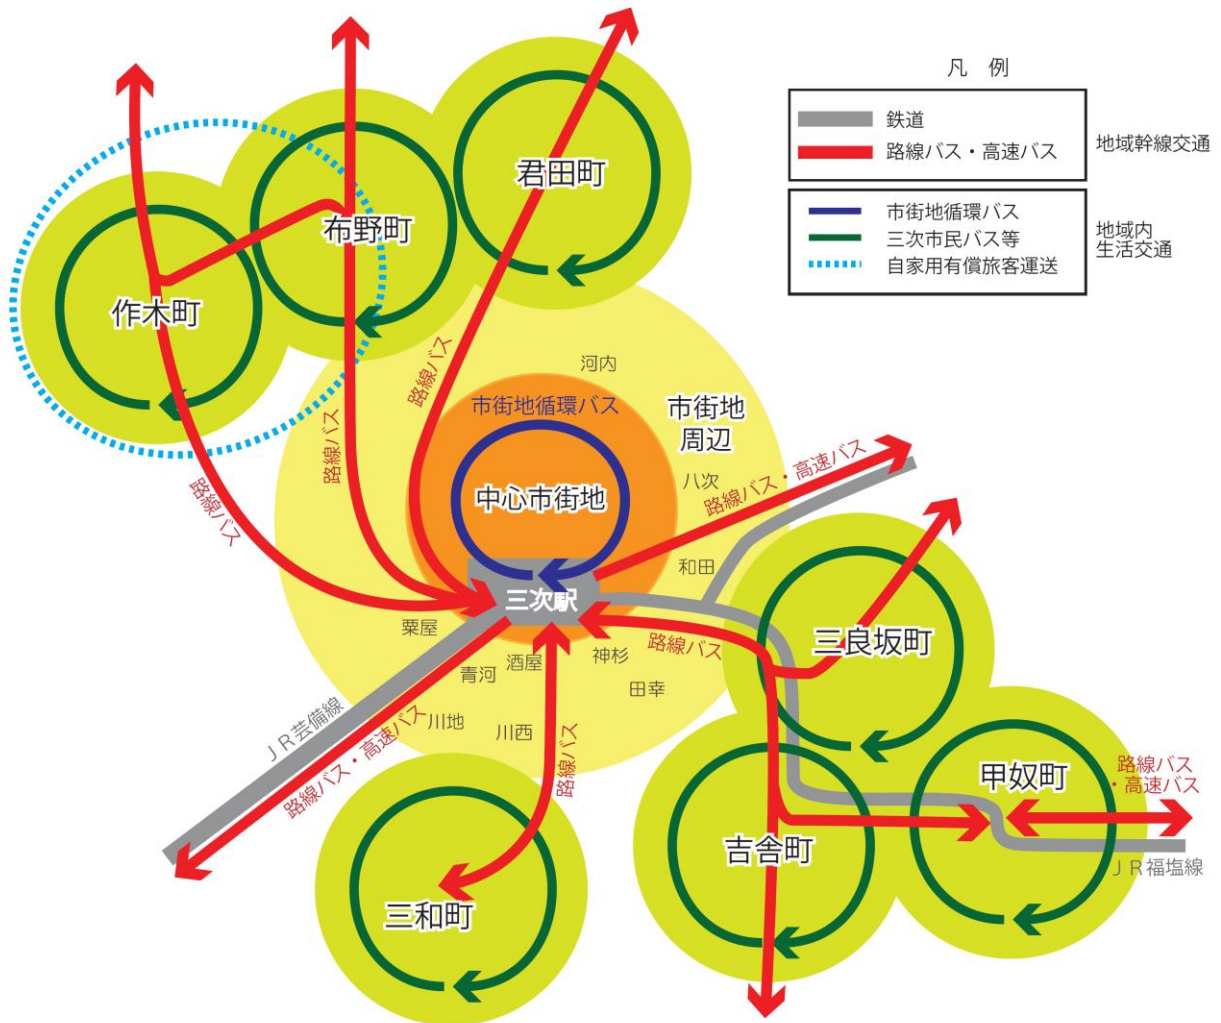 凡 例
鉄道
路線バス・高速バス
地域幹線交通
市街地循環バス
三次市民バス等
自家用有償旅客運送
地域内
生活交通
君田町
布野町
作木町
河内
市街地循環バス
市街地
周辺
路線バス
路線バス
路線バス
八次
路線バス・高速バス
中心市街地
和田
三次駅
粟屋
神杉
路線バス
三良坂町
酒屋
青河
田幸
川地
川西
JR芸備線
路線バス・高速バス
路線バス
甲奴町
路線バス
・高速バス
吉舎町
JR福塩線
三和町